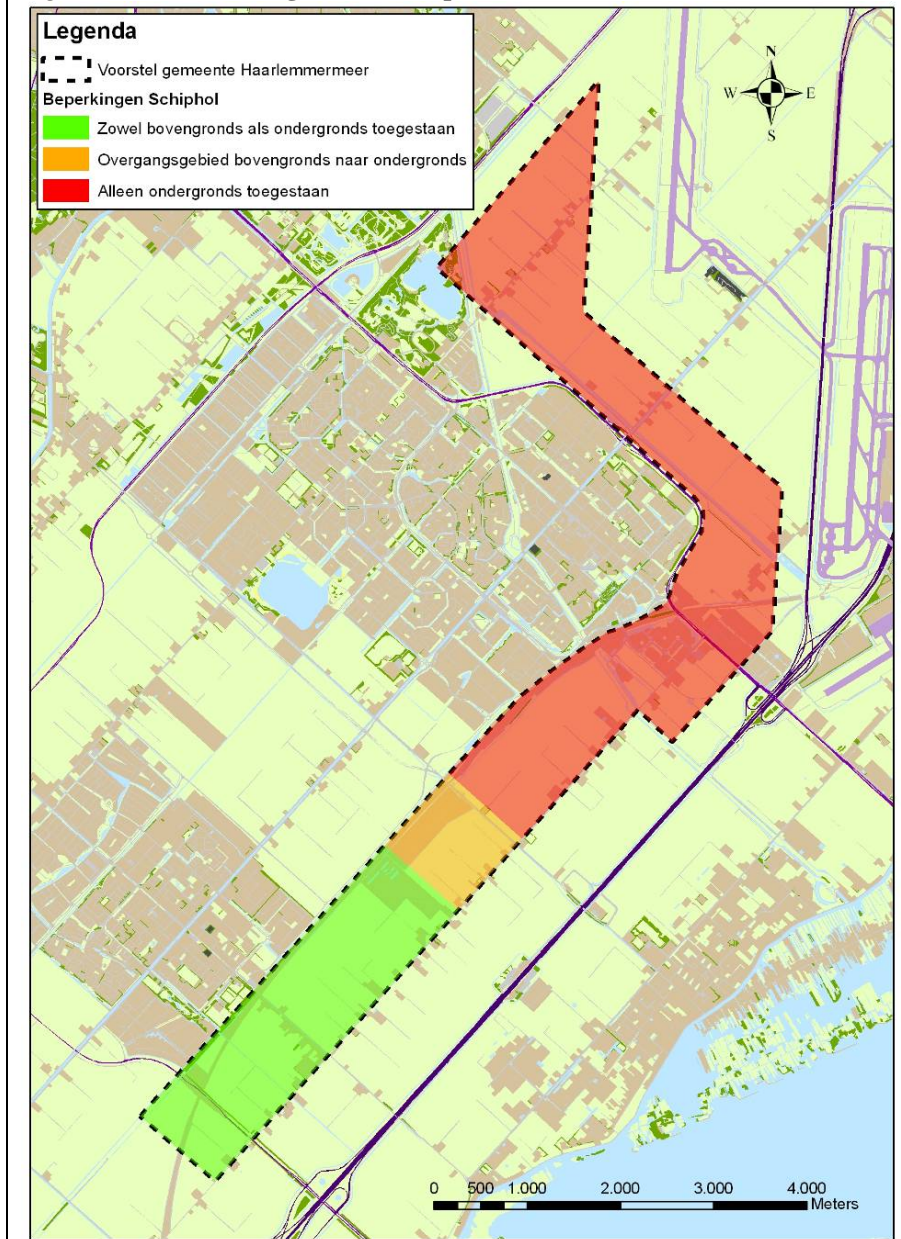 Legenda
Voorstel gemeente Haarlemmermeer
Beperkingen Schiphol
Zowel bovengronds als ondergronds toegestaan
Overgangsgebied bovengronds naar ondergronds
Alleen ondergronds toegestaan
N
W E
S
0 500 1.000 2.000 3.000 4.000
Meters